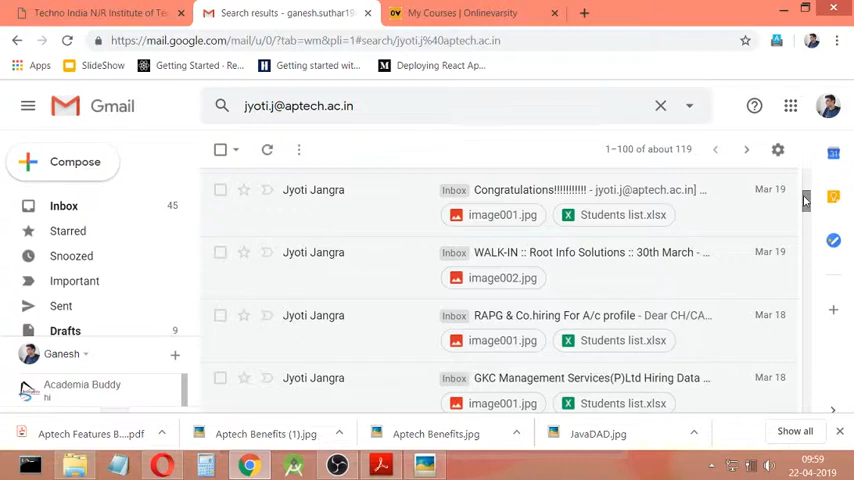 Techno India NJR Institute of Te
Search results - ganesh.suthar19
My Courses | Onlinevarsity
https://mail.google.com/mail/u/0/?tab=wm&pli=1#search/jyoti.j%40aptech.ac.in
Apps
SlideShow
Getting Started - Re...
Getting started wit...
Deploying React Ap...
Gmail
jyoti.j@aptech.ac.in
Compose
1–100 of about 119
Jyoti Jangra
Inbox
Congratulations!!!!!!!!!!! - jyoti.j@aptech.ac.in] ...
Mar 19
image001.jpg
Students list.xlsx
Inbox
45
Starred
Snoozed
Jyoti Jangra
Inbox
WALK-IN :: Root Info Solutions :: 30th March - ...
Mar 19
image002.jpg
Important
Sent
Jyoti Jangra
Inbox
RAPG & Co.hiring For A/c profile - Dear CH/CA...
Mar 18
image001.jpg
Students list.xlsx
Drafts
9
Ganesh
Jyoti Jangra
Inbox
GKC Management Services(P)Ltd Hiring Data ...
Mar 18
image001.jpg
Students list.xlsx
Academia Buddy
hi
Aptech Features B....pdf
Aptech Benefits (1).jpg
Aptech Benefits.jpg
JavaDAD.jpg
Show all
09:59
22-04-2019